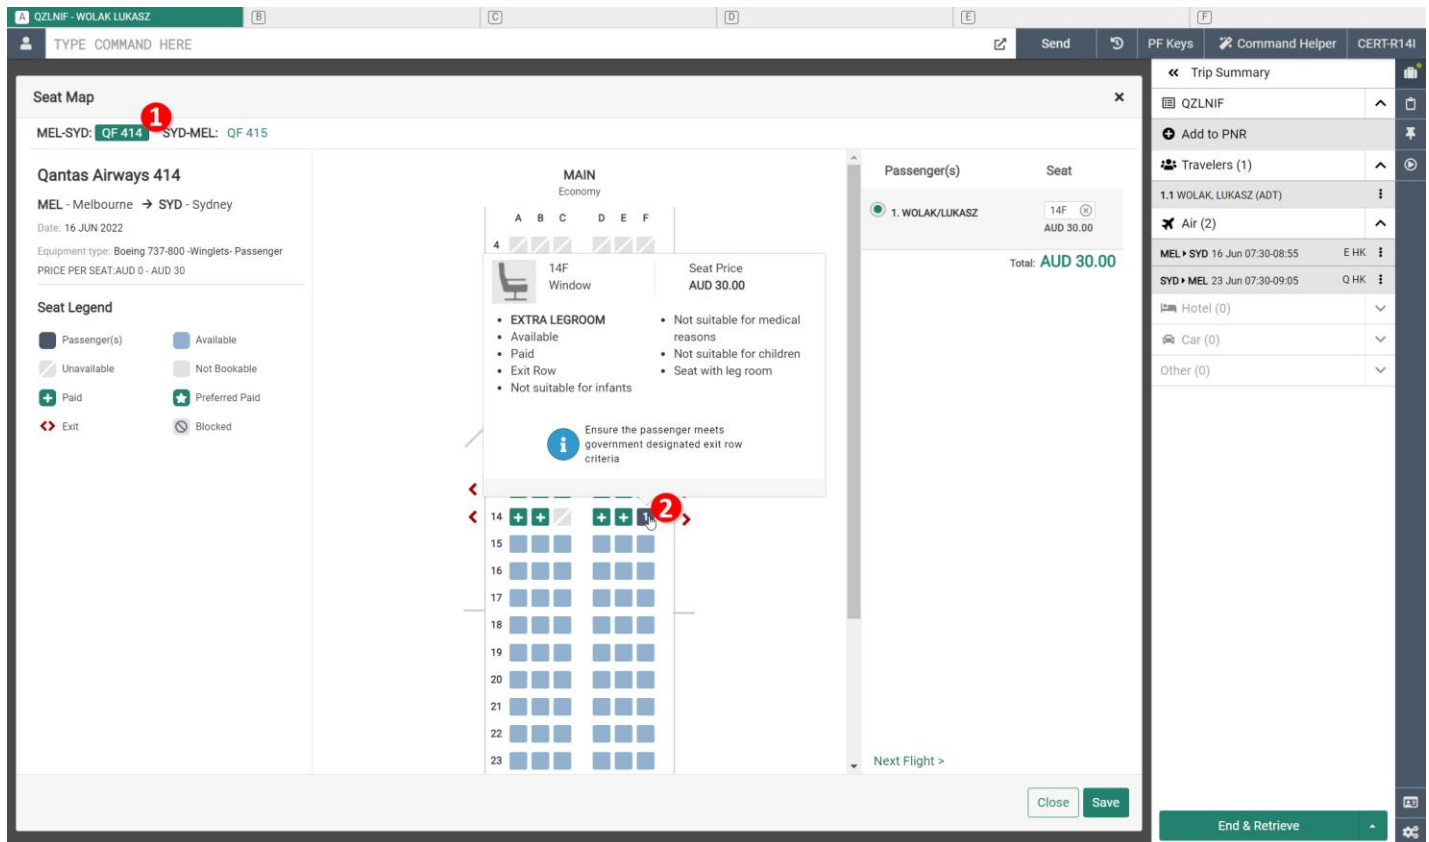 A QZLNIF - WOLAK LUKASZ
B
C
D
E
F
TYPE COMMAND HERE
Send
PF Keys
Command Helper
CERT-R14I
Seat Map
1
MEL-SYD: QF 414 SYD-MEL: QF 415
Qantas Airways 414
MEL - Melbourne → SYD - Sydney
Date: 16 JUN 2022
Equipment type: Boeing 737-800 -Winglets- Passenger
PRICE PER SEAT:AUD 0 - AUD 30
Seat Legend
Passenger(s)
Available
Unavailable
Not Bookable
Paid
Preferred Paid
Exit
Blocked
MAIN
Economy
A B C D E F
4
14F
Window
Seat Price
AUD 30.00
• EXTRA LEGROOM
• Available
• Paid
• Exit Row
• Not suitable for infants
• Not suitable for medical
reasons
• Not suitable for children
• Seat with leg room
Ensure the passenger meets
government designated exit row
criteria
2
14
15
16
17
18
19
20
21
22
23
Passenger(s) Seat
1. WOLAK/LUKASZ
14F
AUD 30.00
Total: AUD 30.00
Next Flight >
Close
Save
« Trip Summary
QZLNIF
Add to PNR
Travelers (1)
1.1 WOLAK, LUKASZ (ADT)
Air (2)
MEL ▸ SYD 16 Jun 07:30-08:55 E HK
SYD ▸ MEL 23 Jun 07:30-09:05 Q HK
Hotel (0)
Car (0)
Other (0)
End & Retrieve